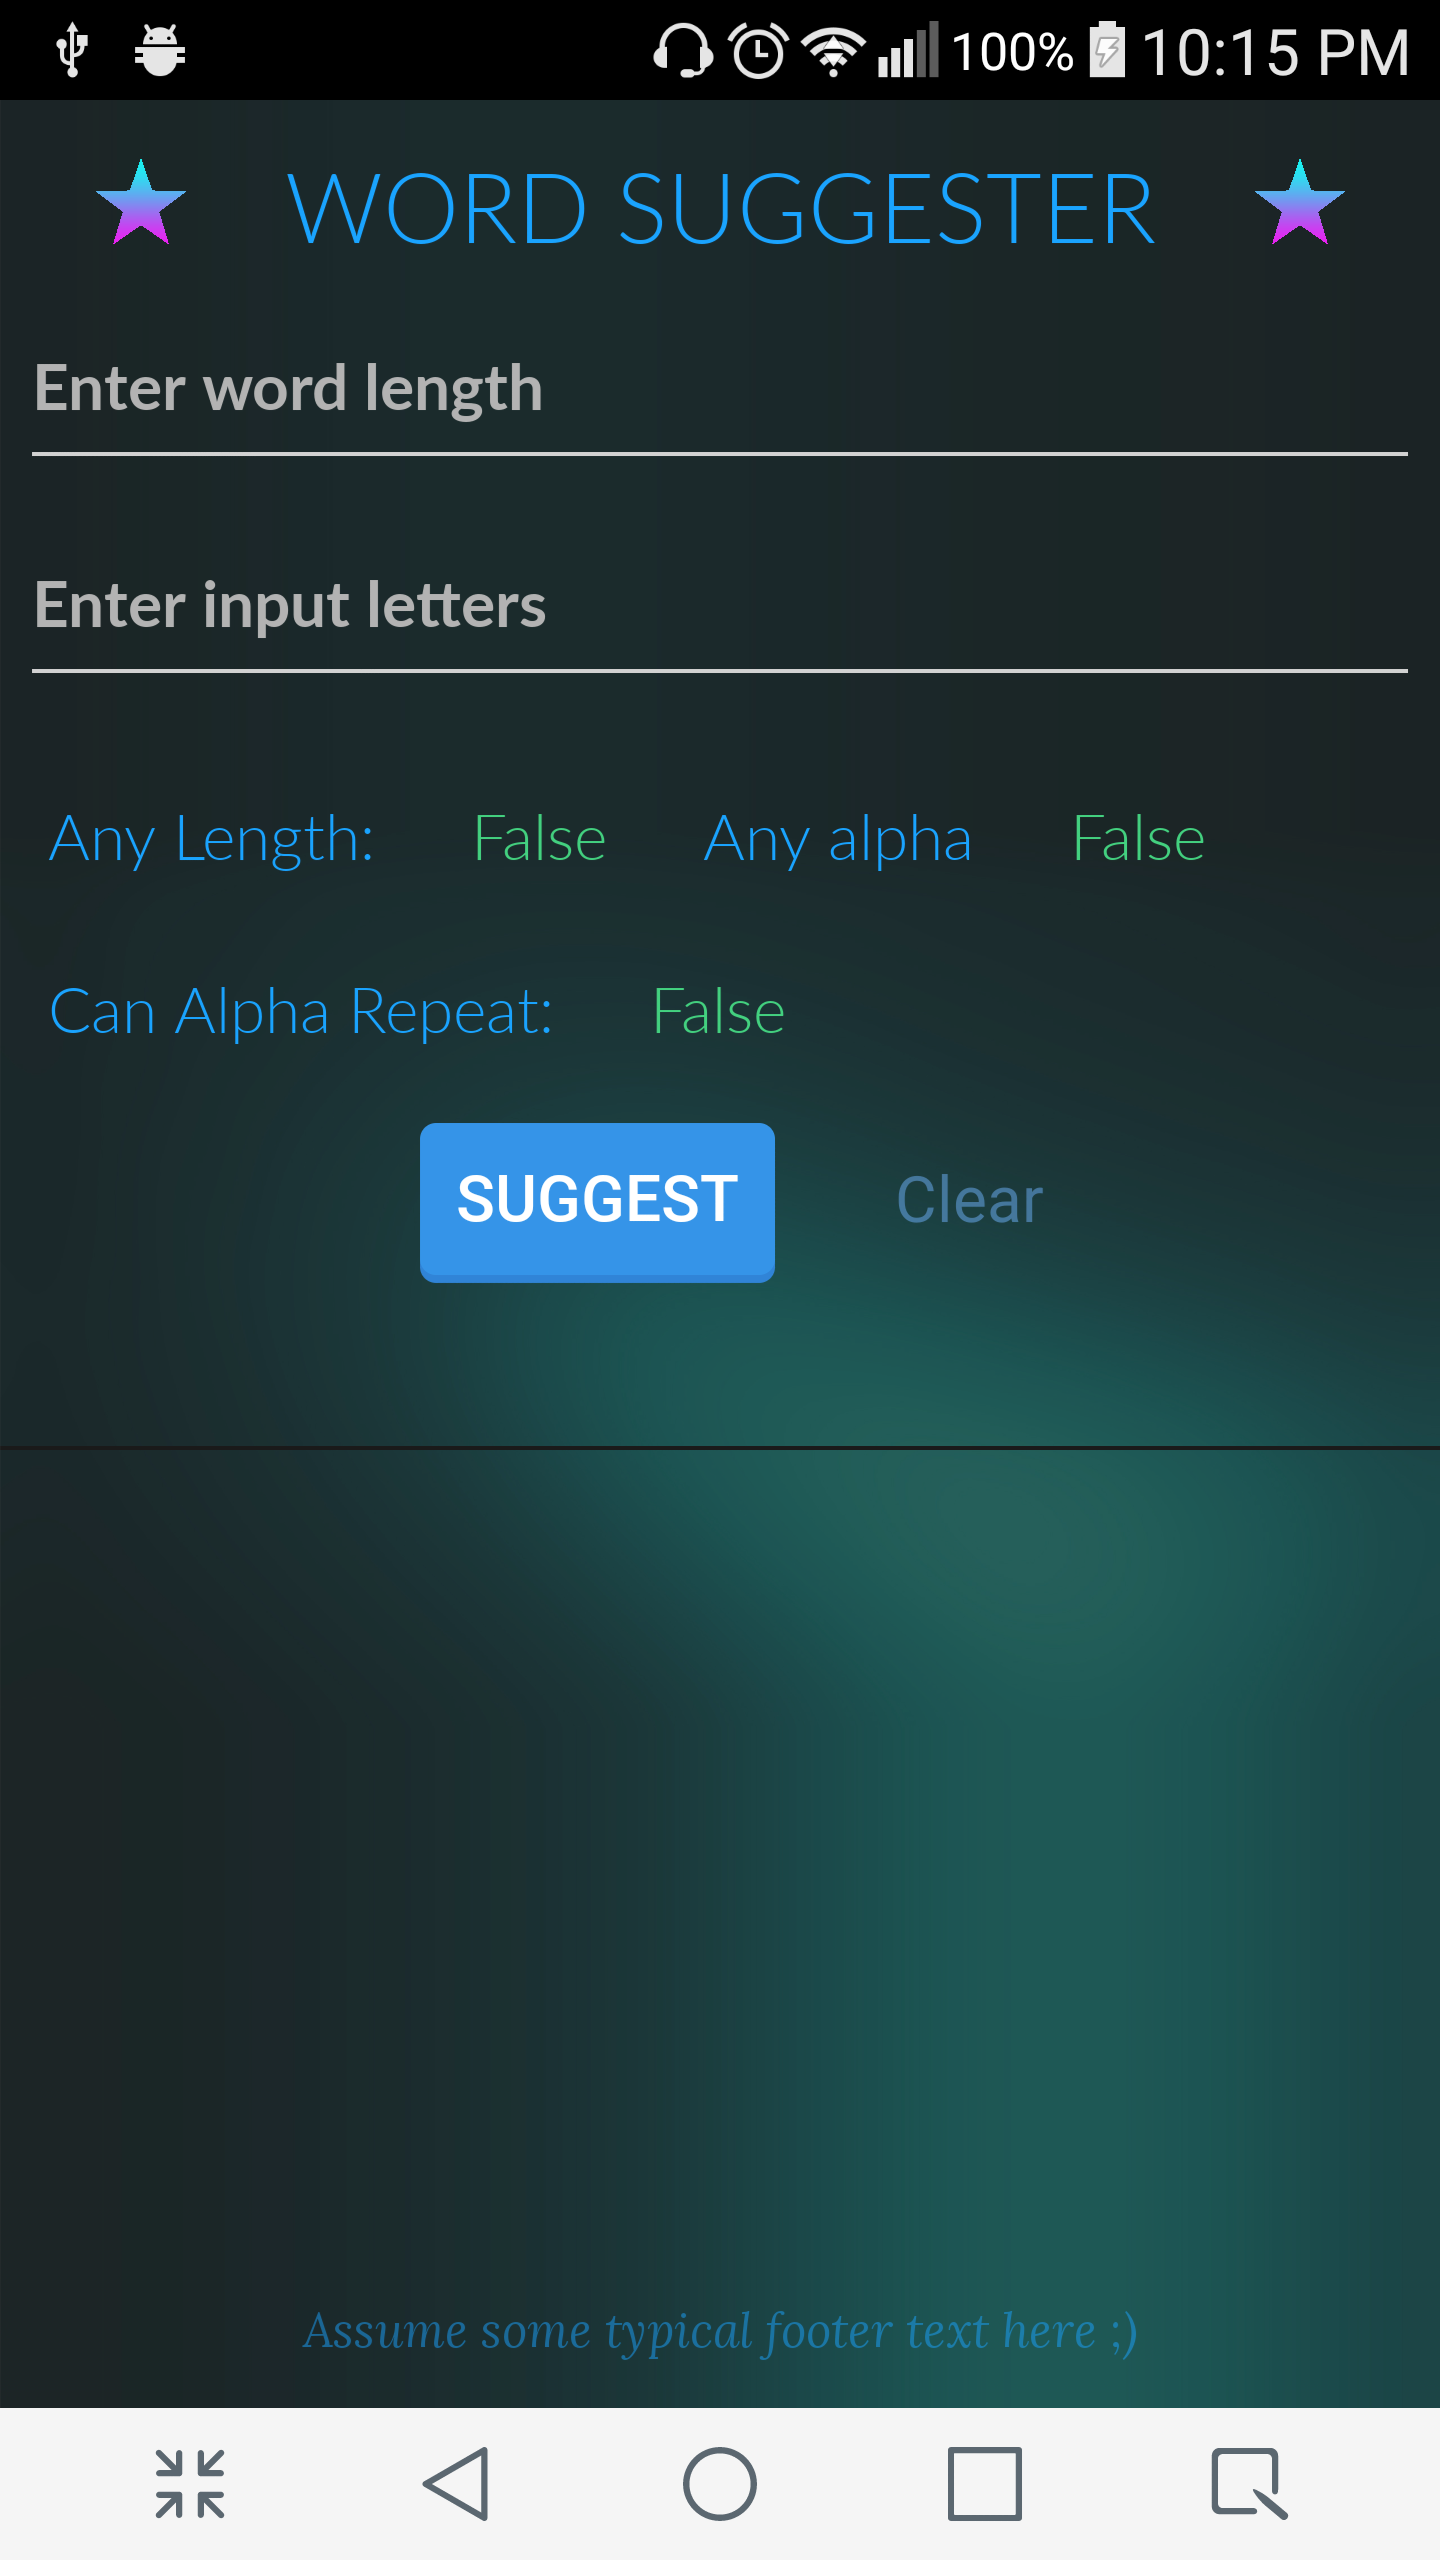 100% 10:15 PM
WORD SUGGESTER
Enter word length
Enter input letters
Any Length: False Any alpha False
Can Alpha Repeat: False
SUGGEST Clear
Assume some typical footer text here ;)